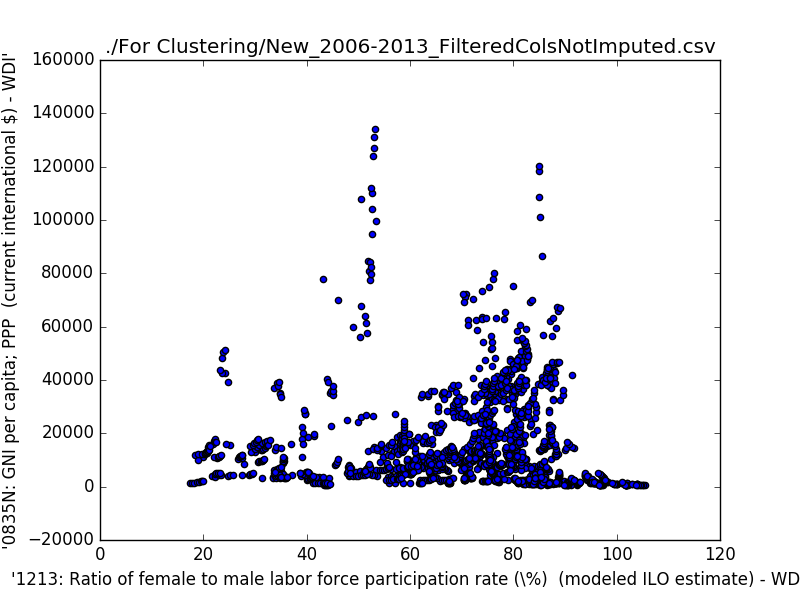 ./For Clustering/New_2006-2013_FilteredColsNotImputed.csv
'0835N: GNI per capita; PPP (current international $) - WDI'
160000
140000
120000
100000
80000
60000
40000
20000
0
−20000
0 20 40 60 80 100 120
'1213: Ratio of female to male labor force participation rate (\%) (modeled ILO estimate) - WD